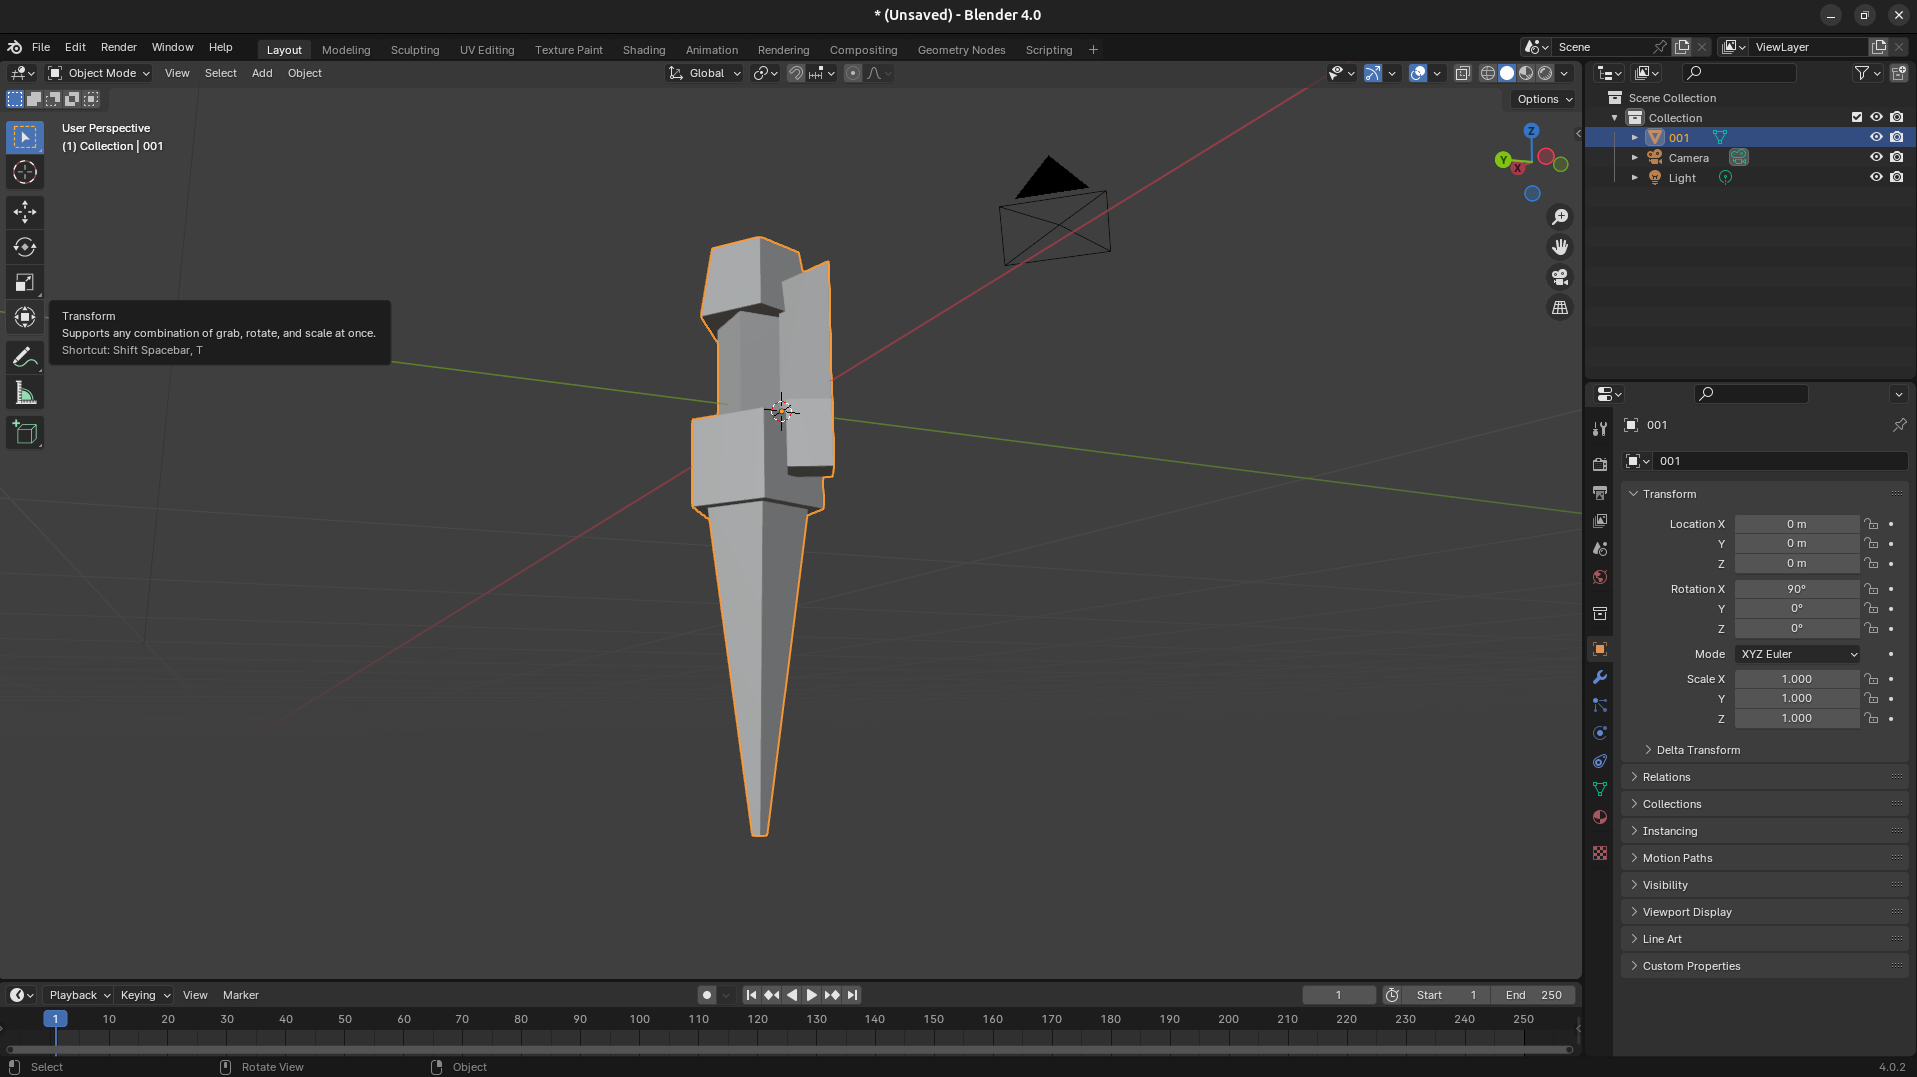 * (Unsaved) - Blender 4.0
File Edit Render Window Help Layout Modeling Sculpting UV Editing Texture Paint Shading Animation Rendering Compositing Geometry Nodes Scripting + Scene ViewLayer
Object Mode View Select Add Object Global
Options
User Perspective
(1) Collection | 001
Z
Y
X
Transform
Supports any combination of grab, rotate, and scale at once.
Shortcut: Shift Spacebar, T
Scene Collection
Collection
001
Camera
Light
001
001
Transform
Location X 0 m
Y 0 m
Z 0 m
Rotation X 90°
Y 0°
Z 0°
Mode XYZ Euler
Scale X 1.000
Y 1.000
Z 1.000
Delta Transform
Relations
Collections
Instancing
Motion Paths
Visibility
Viewport Display
Line Art
Custom Properties
Playback Keying View Marker 1 Start 1 End 250
1 10 20 30 40 50 60 70 80 90 100 110 120 130 140 150 160 170 180 190 200 210 220 230 240 250
Select Rotate View Object 4.0.2